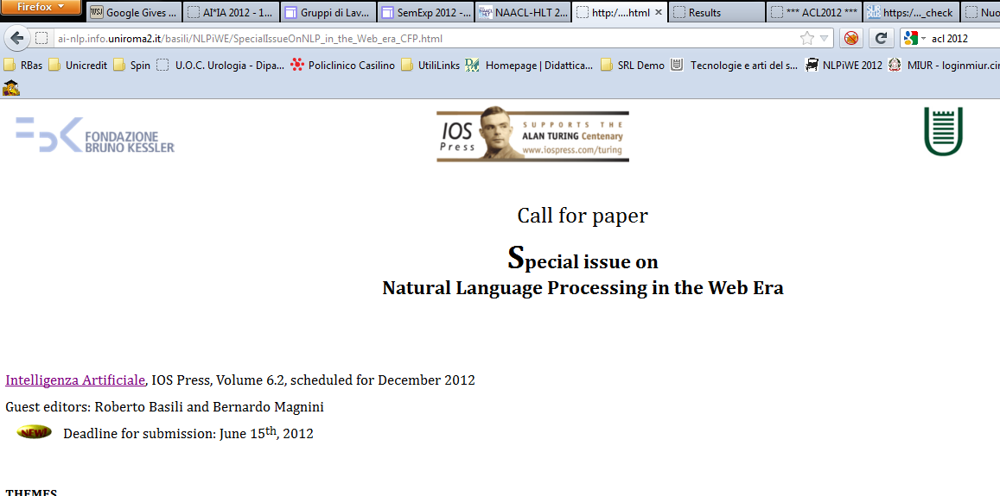 Firefox
WSJ Google Gives ...
AI*IA 2012 - 1...
Gruppi di Lav...
SemExp 2012 -...
NAACL-HLT 2...
http:/....html
Results
*** ACL2012 ***
https:/..._check
Nuo
ai-nlp.info.uniroma2.it/basili/NLPiWE/SpecialIssueOnNLP_in_the_Web_era_CFP.html
acl 2012
RBas
Unicredit
Spin
U.O.C. Urologia - Dipa...
Policlinico Casilino
UtiliLinks
Homepage | Didattica...
SRL Demo
Tecnologie e arti del s...
NLPiWE 2012
MIUR - loginmiur.cin
FONDAZIONE
BRUNO KESSLER
IOS
Press
SUPPORTS THE
ALAN TURING Centenary
www.iospress.com/turing
Call for paper
Special issue on
Natural Language Processing in the Web Era
Intelligenza Artificiale, IOS Press, Volume 6.2, scheduled for December 2012
Guest editors: Roberto Basili and Bernardo Magnini
NEW! Deadline for submission: June 15th, 2012
THEMES